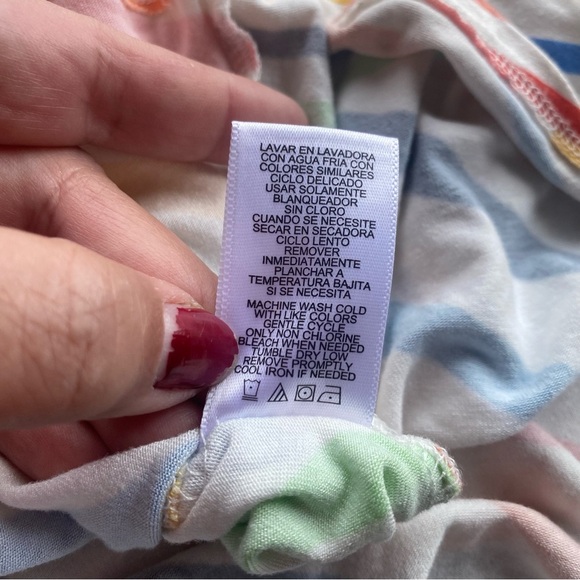 LAVAR EN LAVADORA
CON AGUA FRIA CON
COLORES SIMILARES
CICLO DELICADO
USAR SOLAMENTE
BLANQUEADOR
SIN CLORO
CUANDO SE NECESITE
SECAR EN SECADORA
CICLO LENTO
REMOVER
INMEDIATAMENTE
PLANCHAR A
TEMPERATURA BAJITA
SI SE NECESITA
MACHINE WASH COLD
WITH LIKE COLORS
GENTLE CYCLE
ONLY NON CHLORINE
BLEACH WHEN NEEDED
TUMBLE DRY LOW
REMOVE PROMPTLY
COOL IRON IF NEEDED